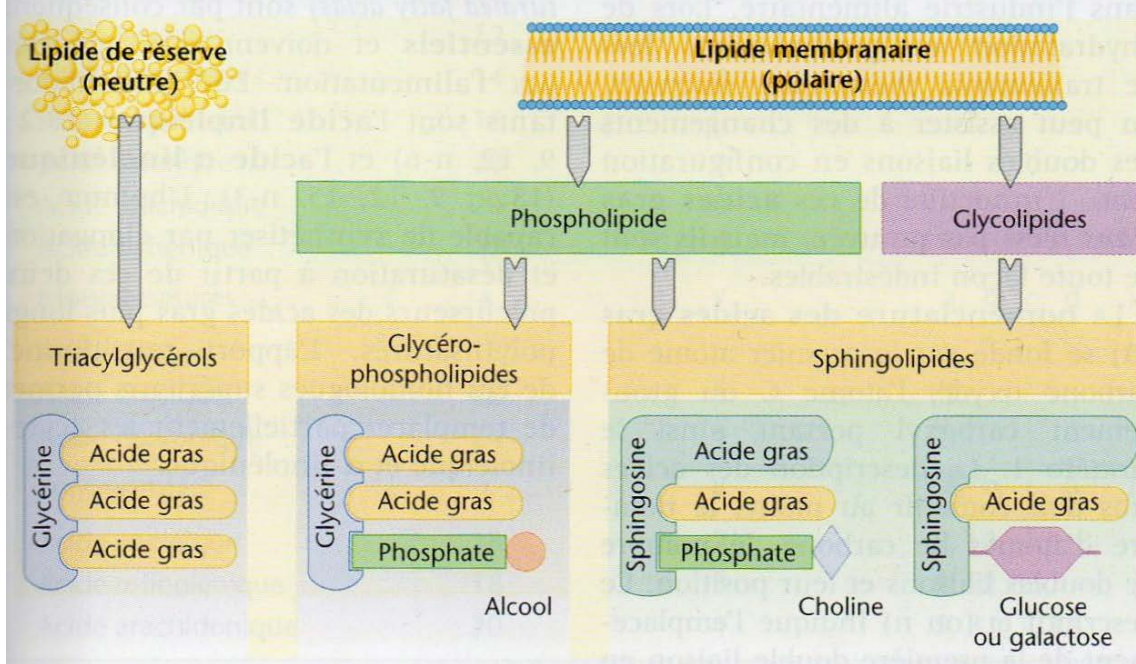 Lipide de réserve
(neutre)
Lipide membranaire
(polaire)
Phospholipide
Glycolipides
Triacylglycérols
Glycéro-
phospholipides
Sphingolipides
Glycérine
Acide gras
Acide gras
Acide gras
Glycérine
Acide gras
Acide gras
Phosphate
Alcool
Sphingosine
Acide gras
Acide gras
Phosphate
Choline
Sphingosine
Acide gras
Glucose
ou galactose